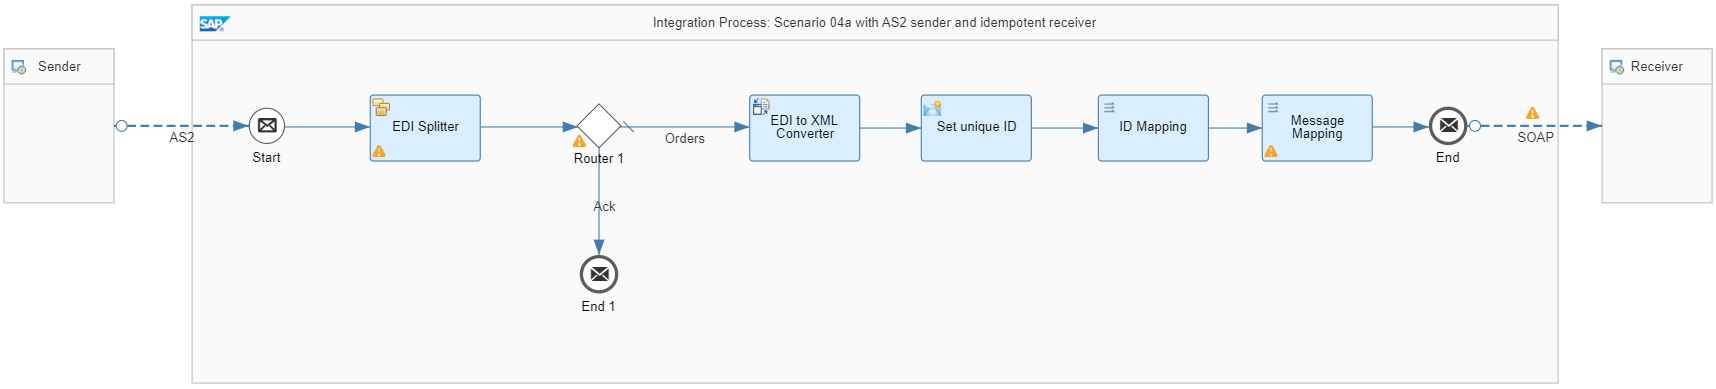 SAP
Integration Process: Scenario 04a with AS2 sender and idempotent receiver
Sender
Receiver
AS2
Start
EDI Splitter
Router 1
Orders
EDI to XML
Converter
Set unique ID
ID Mapping
Message
Mapping
End
SOAP
Ack
End 1